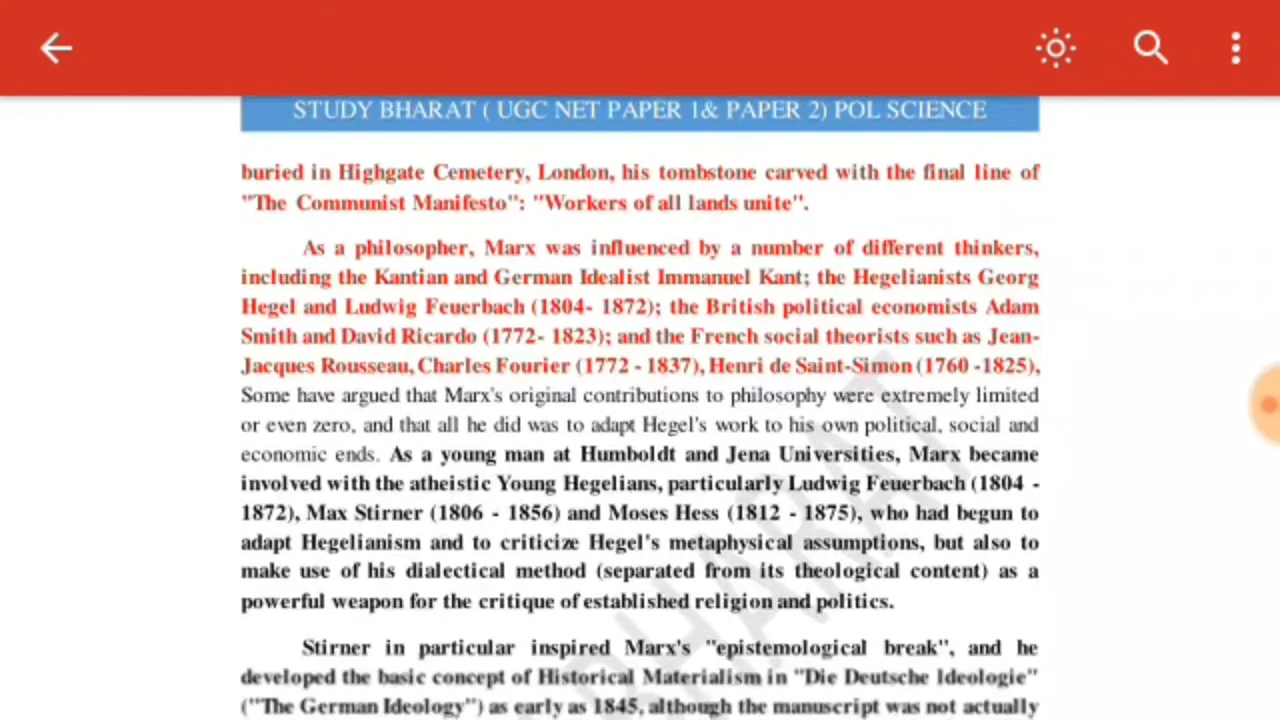 STUDY BHARAT ( UGC NET PAPER 1& PAPER 2) POL SCIENCE
buried in Highgate Cemetery, London, his tombstone carved with the final line of
"The Communist Manifesto": "Workers of all lands unite".
As a philosopher, Marx was influenced by a number of different thinkers,
including the Kantian and German Idealist Immanuel Kant; the Hegelianists Georg
Hegel and Ludwig Feuerbach (1804- 1872); the British political economists Adam
Smith and David Ricardo (1772- 1823); and the French social theorists such as Jean-
Jacques Rousseau, Charles Fourier (1772 - 1837), Henri de Saint-Simon (1760 -1825),
Some have argued that Marx's original contributions to philosophy were extremely limited
or even zero, and that all he did was to adapt Hegel's work to his own political, social and
economic ends. As a young man at Humboldt and Jena Universities, Marx became
involved with the atheistic Young Hegelians, particularly Ludwig Feuerbach (1804 -
1872), Max Stirner (1806 - 1856) and Moses Hess (1812 - 1875), who had begun to
adapt Hegelianism and to criticize Hegel's metaphysical assumptions, but also to
make use of his dialectical method (separated from its theological content) as a
powerful weapon for the critique of established religion and politics.
Stirner in particular inspired Marx's "epistemological break", and he
developed the basic concept of Historical Materialism in "Die Deutsche Ideologie"
("The German Ideology") as early as 1845, although the manuscript was not actually
BHARAT